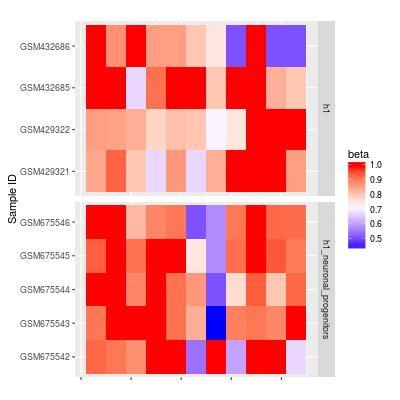 Sample ID
GSM432686
GSM432685
GSM429322
GSM429321
h1
GSM675546
GSM675545
GSM675544
GSM675543
GSM675542
h1_neuronal_progenitors
beta
1.0
0.9
0.8
0.7
0.6
0.5